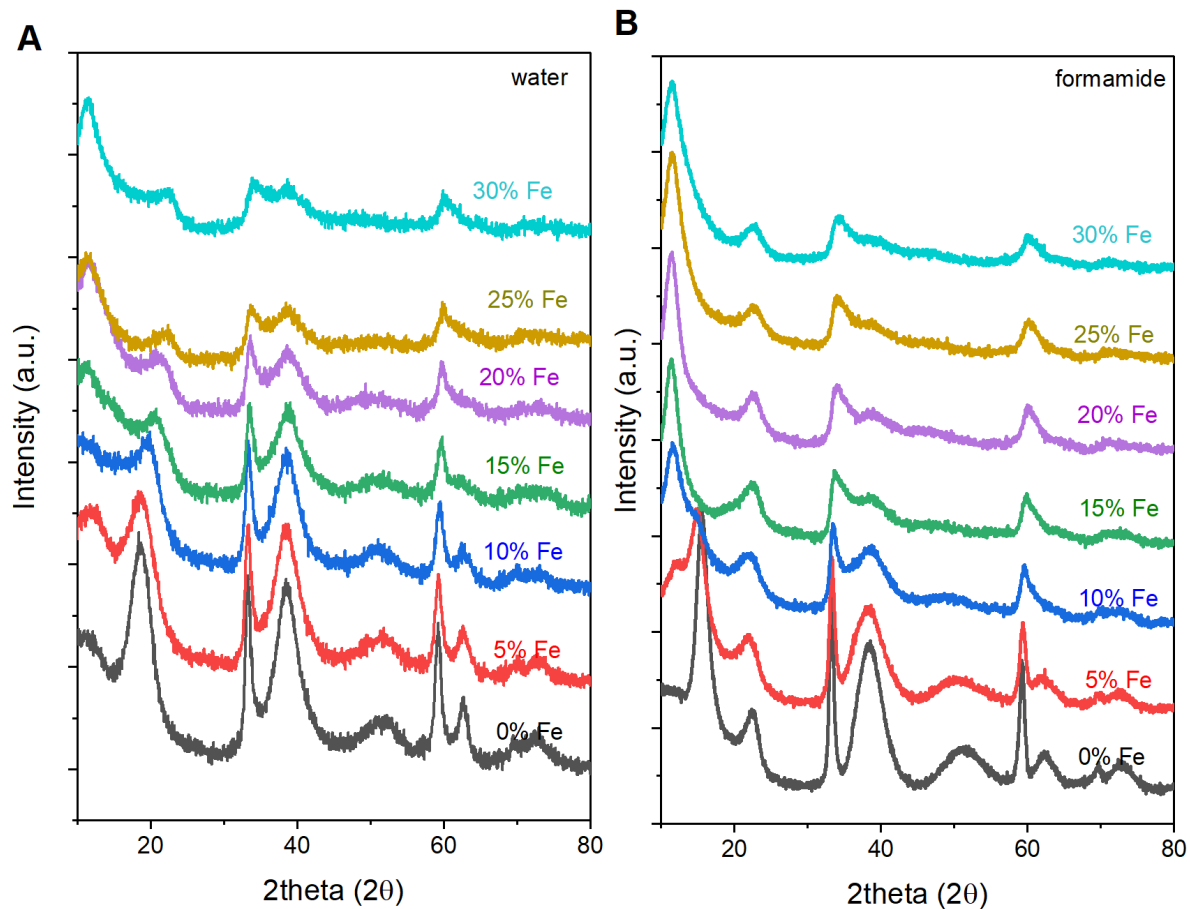 A
water
30% Fe
25% Fe
20% Fe
15% Fe
10% Fe
5% Fe
0% Fe
Intensity (a.u.)
20
40
60
80
2theta (2θ)
B
formamide
30% Fe
25% Fe
20% Fe
15% Fe
10% Fe
5% Fe
0% Fe
Intensity (a.u.)
20
40
60
80
2theta (2θ)